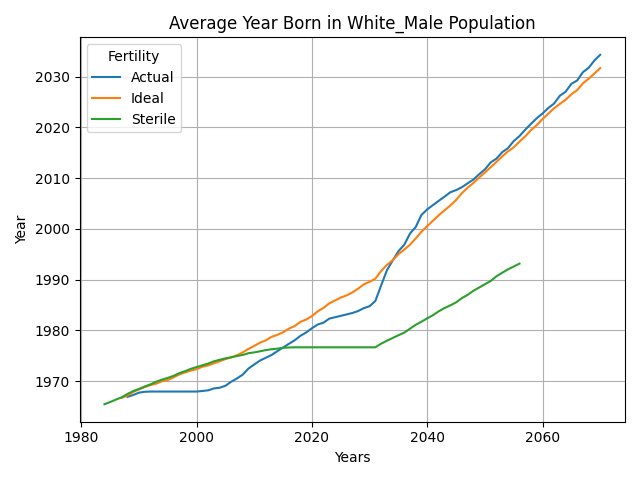 Average Year Born in White_Male Population
Fertility
Actual
Ideal
Sterile
2030
2020
2010
2000
1990
1980
1970
Year
1980
2000
2020
2040
2060
Years